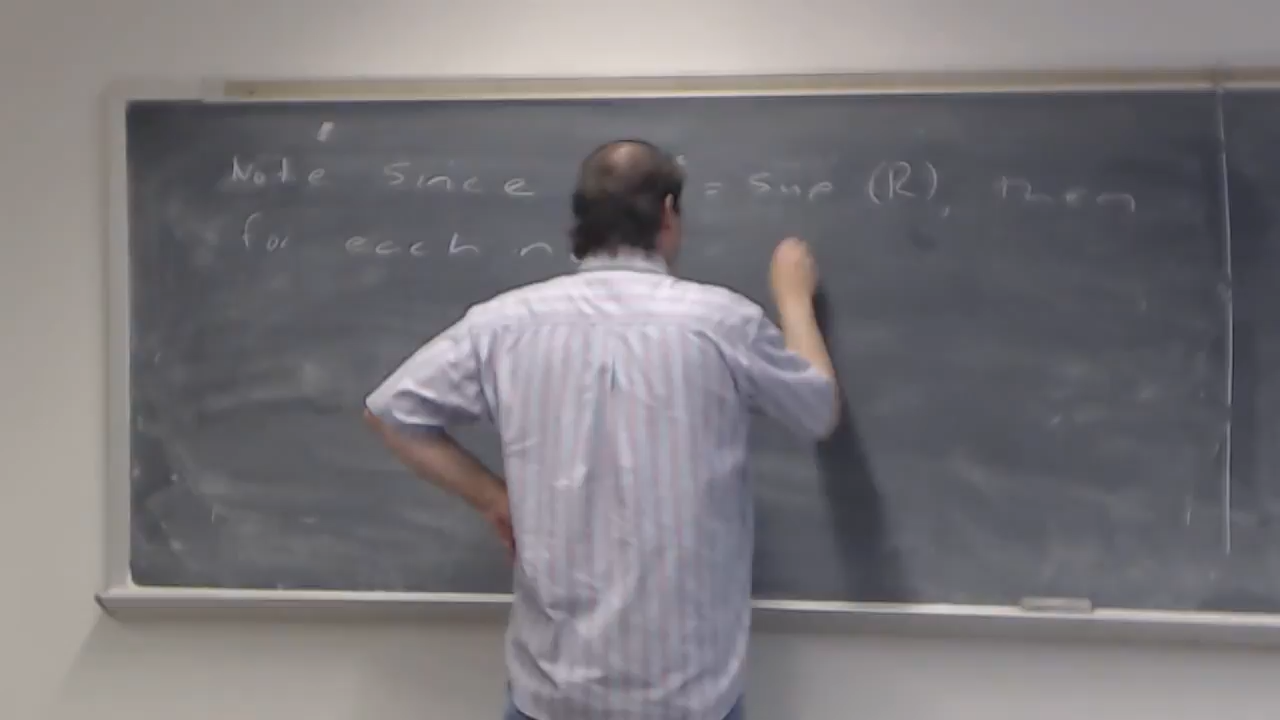 Note Since = Sup (R), then
for each n